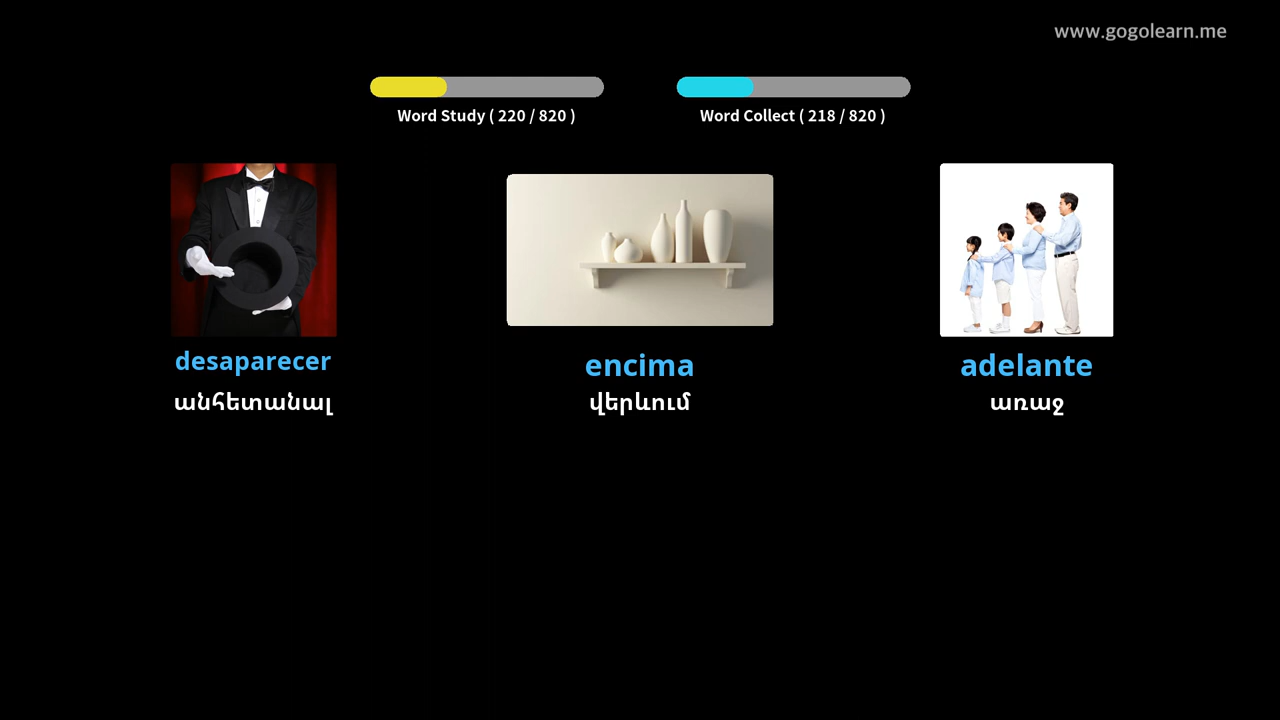 www.gogolearn.me
Word Study ( 220 / 820 )
Word Collect ( 218 / 820 )
desaparecer
անհետանալ
encima
վերևում
adelante
առաջ